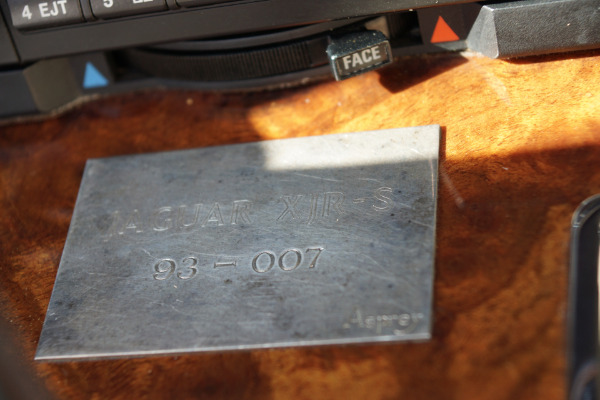 4 EJT 5
FACE
JAGUAR XJR-S
93-007